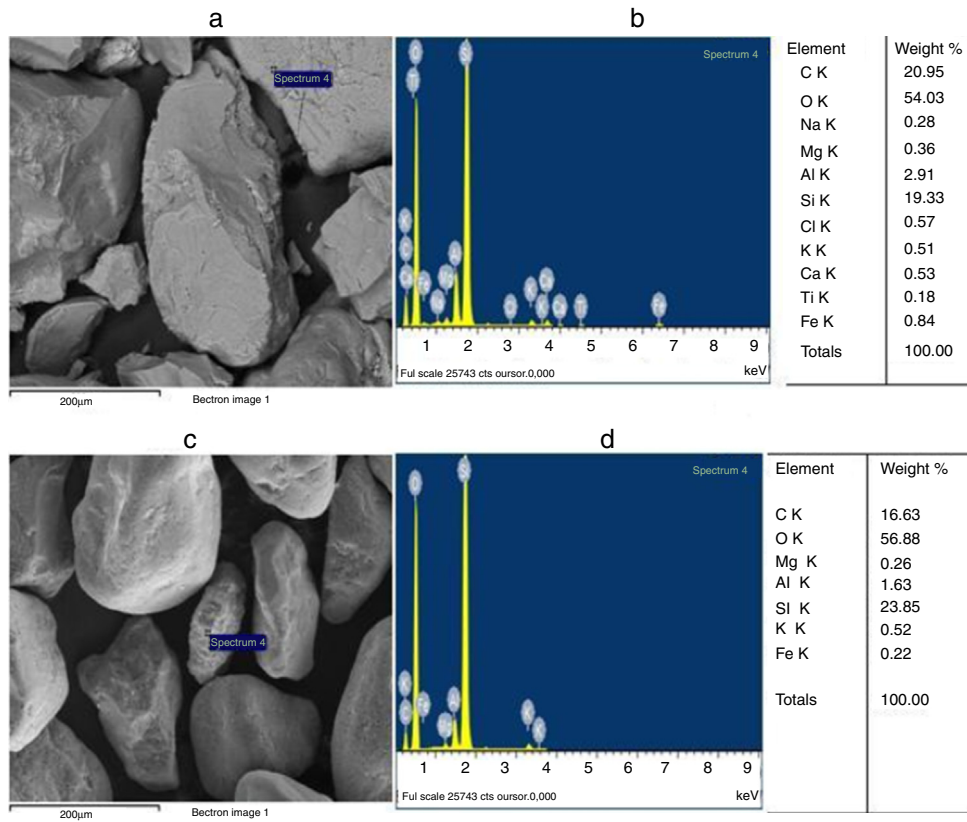 a
b
Spectrum 4
Spectrum 4
1 2 3 4 5 6 7 8 9
keV
Ful scale 25743 cts oursor.0,000
Element Weight %
C K 20.95
O K 54.03
Na K 0.28
Mg K 0.36
Al K 2.91
Si K 19.33
Cl K 0.57
K K 0.51
Ca K 0.53
Ti K 0.18
Fe K 0.84
Totals 100.00
200µm
Bectron image 1
c
d
Spectrum 4
Spectrum 4
1 2 3 4 5 6 7 8 9
keV
Ful scale 25743 cts oursor.0,000
Element Weight %
C K 16.63
O K 56.88
Mg K 0.26
Al K 1.63
SI K 23.85
K K 0.52
Fe K 0.22
Totals 100.00
200µm
Bectron image 1